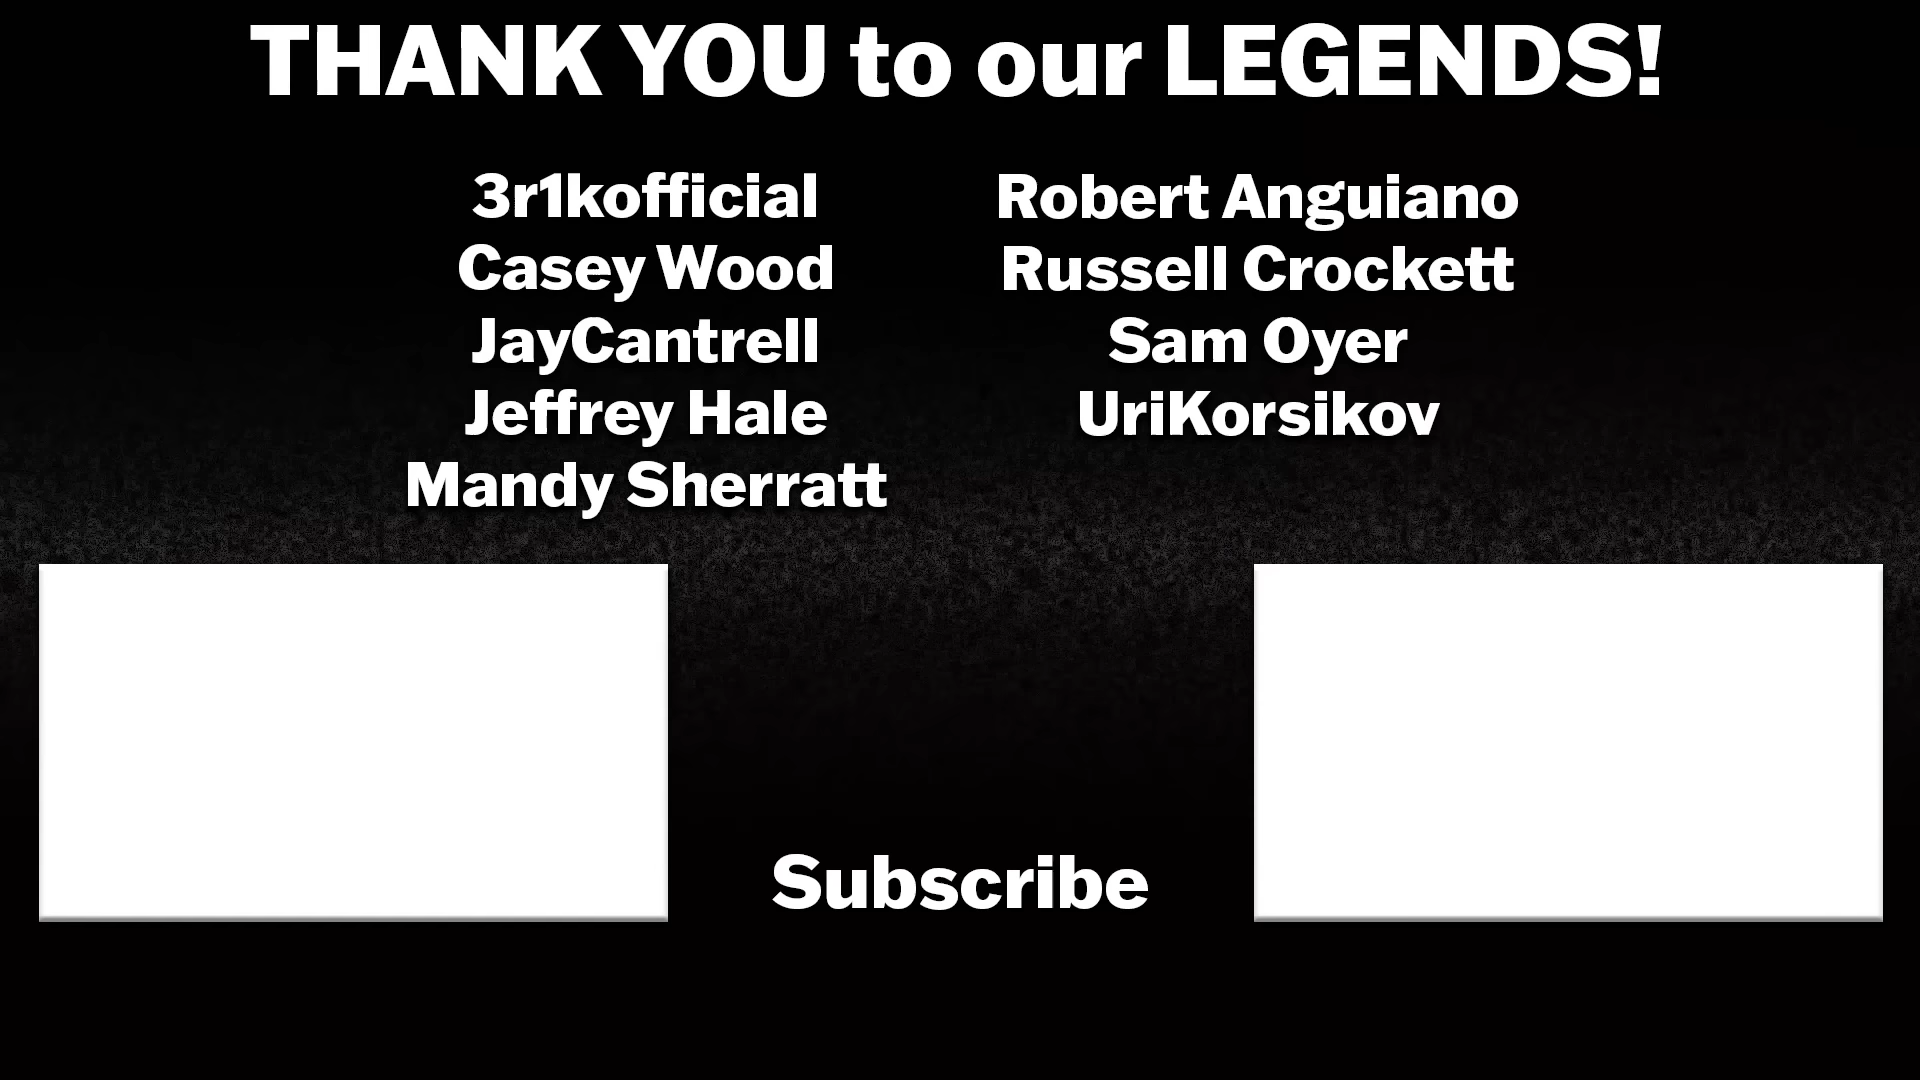 THANK YOU to our LEGENDS!
3r1kofficial
Casey Wood
JayCantrell
Jeffrey Hale
Mandy Sherratt
Robert Anguiano
Russell Crockett
Sam Oyer
UriKorsikov
Subscribe